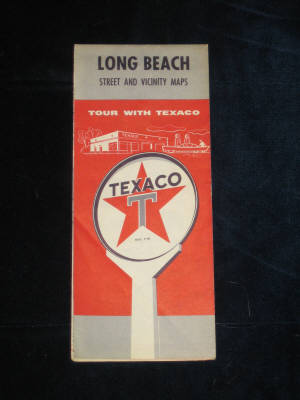 LONG BEACH
STREET AND VICINITY MAPS
TOUR WITH TEXACO
TEXACO
T